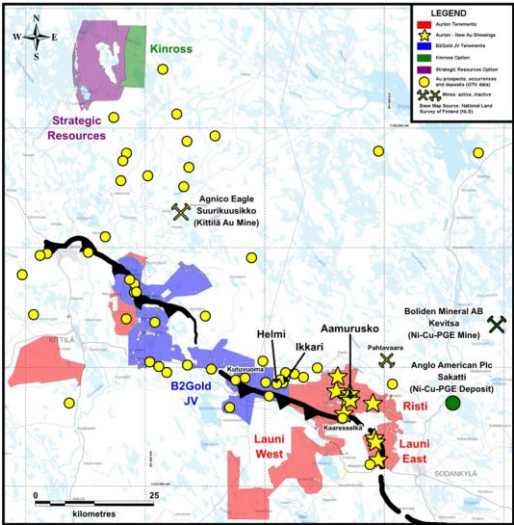 N
W E
S
Kinross
Strategic
Resources
LEGEND
Aurion Tenements
Aurion - New Au Showings
B2Gold JV Tenements
Kinross Option
Strategic Resources Option
Au prospects, occurrences
and deposits (GTK data)
Mines: active, inactive
Base Map Source: National Land
Survey of Finland (NLS)
Agnico Eagle
Suurikuusikko
(Kittilä Au Mine)
Boliden Mineral AB
Kevitsa
(Ni-Cu-PGE Mine)
KITTILÄ
Helmi
Ikkari
Aamurusko
Pahtavaara
Anglo American Plc
Sakatti
(Ni-Cu-PGE Deposit)
Kutuvuoma
B2Gold
JV
Risti
Kaaresselka
Launi
West
Launi
East
SODANKYLÄ
0 25
kilometres